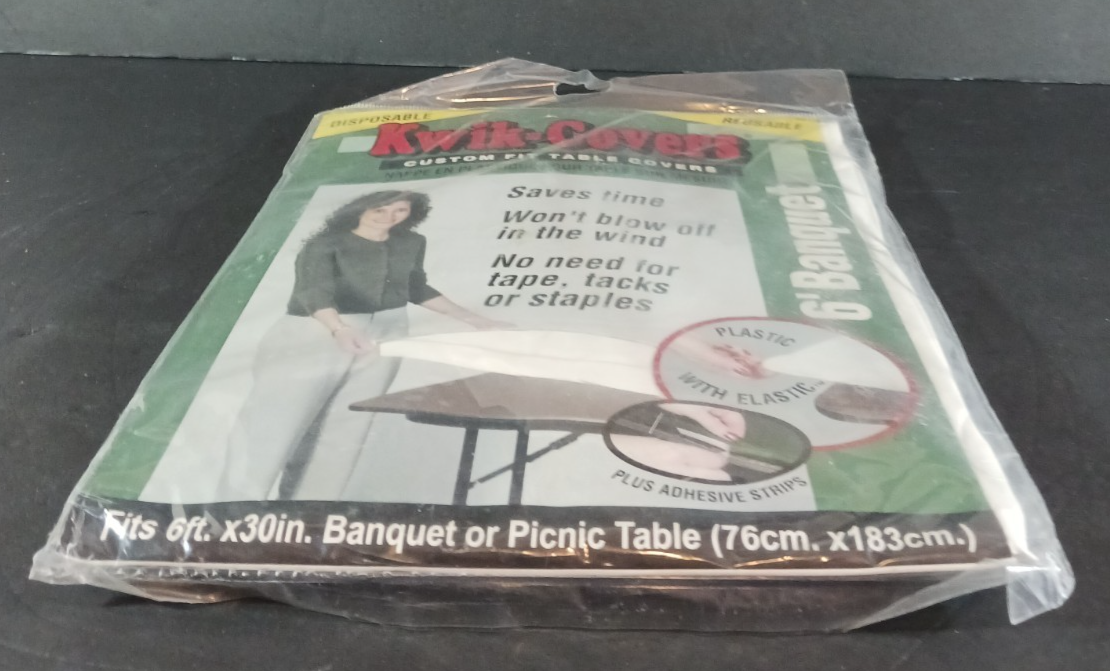 DISPOSABLE
REUSABLE
Kwik-Covers
CUSTOM FIT TABLE COVERS
Saves time
Won't blow off
in the wind
No need for
tape, tacks
or staples
6' Banquet
PLASTIC
WITH ELASTIC™
PLUS ADHESIVE STRIPS
Fits 6ft. x30in. Banquet or Picnic Table (76cm. x183cm.)